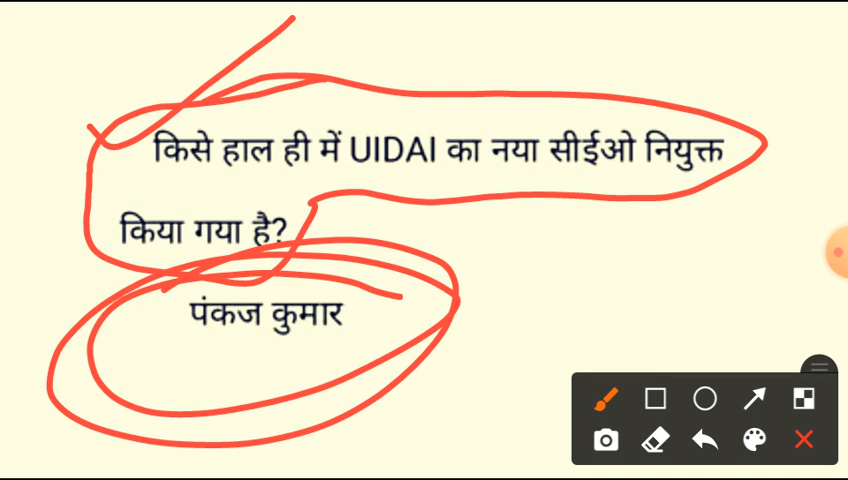 किसे हाल ही में UIDAI का नया सीईओ नियुक्त
किया गया है?
पंकज कुमार